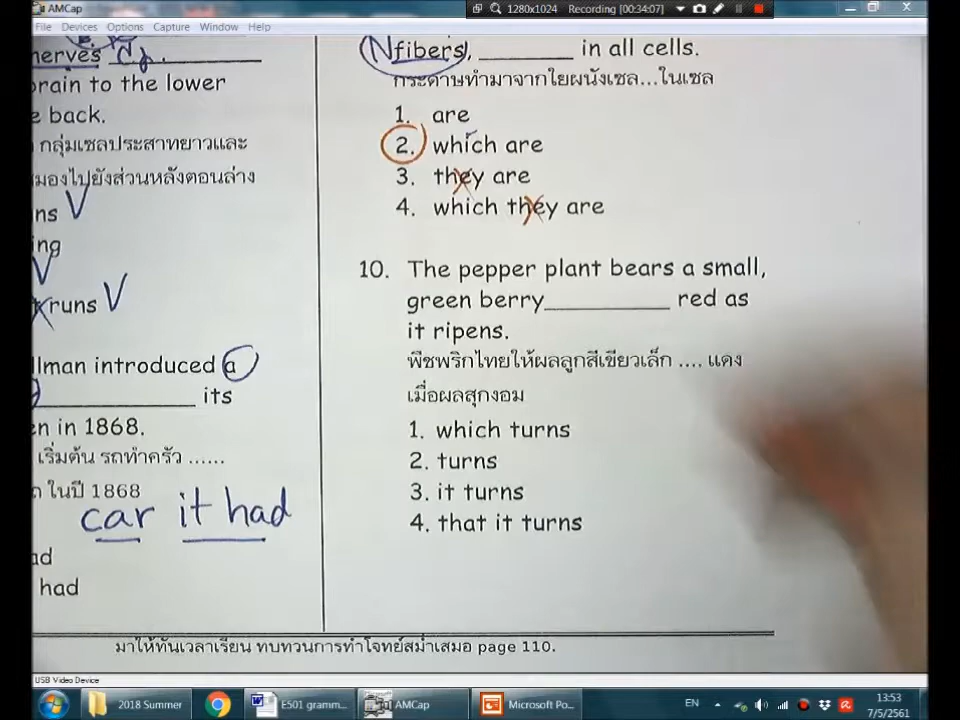 AMCap
1280x1024 Recording [00:34:07]
File Devices Options Capture Window Help
nerves
brain to the lower
e back.
กลุ่มเซลประสาทยาวและ
สมองไปยังส่วนหลังตอนล่าง
ns V
ing
V
runs V
llman introduced a
its
en in 1868.
เริ่มต้น รถทำครัว ......
ถ ในปี 1868
car it had
ad
had
(N fibers), ________ in all cells.
กระดาษทำมาจากใยผนังเซล...ในเซล
1. are
2. which are
3. they are
4. which they are
10. The pepper plant bears a small,
green berry__________ red as
it ripens.
พืชพริกไทยให้ผลลูกสีเขียวเล็ก .... แดง
เมื่อผลสุกงอม
1. which turns
2. turns
3. it turns
4. that it turns
มาให้ทันเวลาเรียน ทบทวนการทำโจทย์สม่ำเสมอ page 110.
USB Video Device
2018 Summer
E501 gramm...
AMCap
Microsoft Po...
EN
13:53
7/5/2561